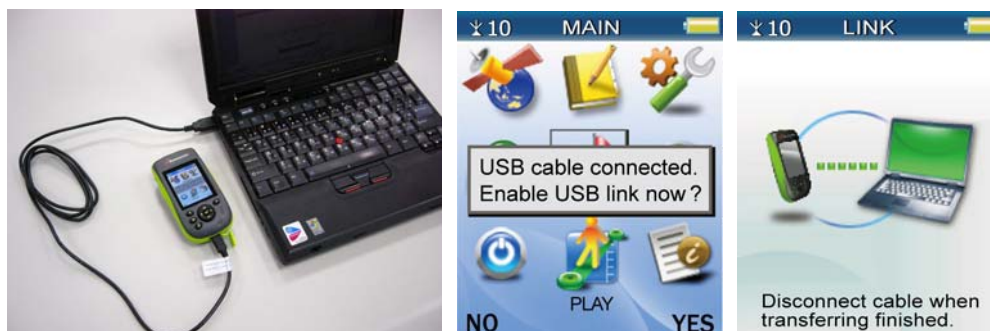 10 MAIN
USB cable connected.
Enable USB link now ?
PLAY
NO YES
10 LINK
Disconnect cable when
transferring finished.